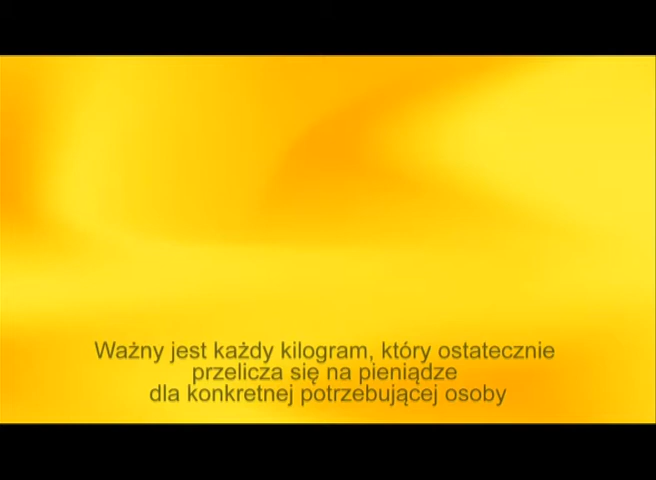 Ważny jest każdy kilogram, który ostatecznie
przelicza się na pieniądze
dla konkretnej potrzebującej osoby